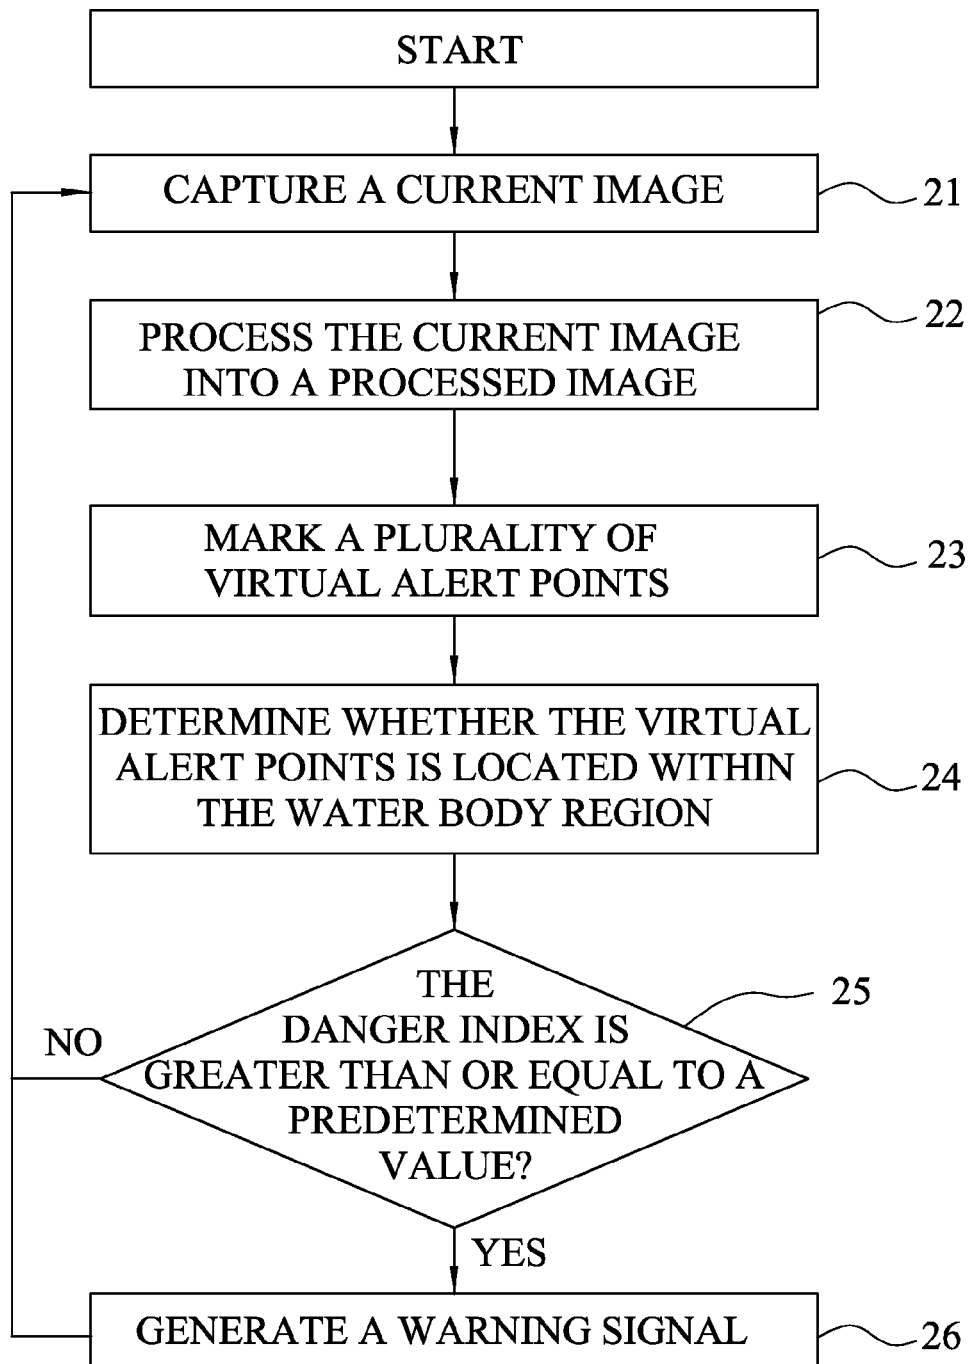 START
CAPTURE A CURRENT IMAGE
21
PROCESS THE CURRENT IMAGE
INTO A PROCESSED IMAGE
22
MARK A PLURALITY OF
VIRTUAL ALERT POINTS
23
DETERMINE WHETHER THE VIRTUAL
ALERT POINTS IS LOCATED WITHIN
THE WATER BODY REGION
24
THE
DANGER INDEX IS
GREATER THAN OR EQUAL TO A
PREDETERMINED
VALUE?
25
NO
YES
GENERATE A WARNING SIGNAL
26